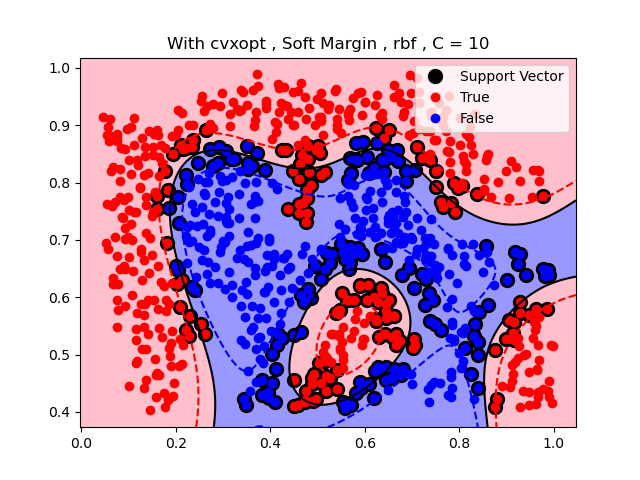 With cvxopt , Soft Margin , rbf , C = 10
Support Vector
True
False
1.0
0.9
0.8
0.7
0.6
0.5
0.4
0.0 0.2 0.4 0.6 0.8 1.0